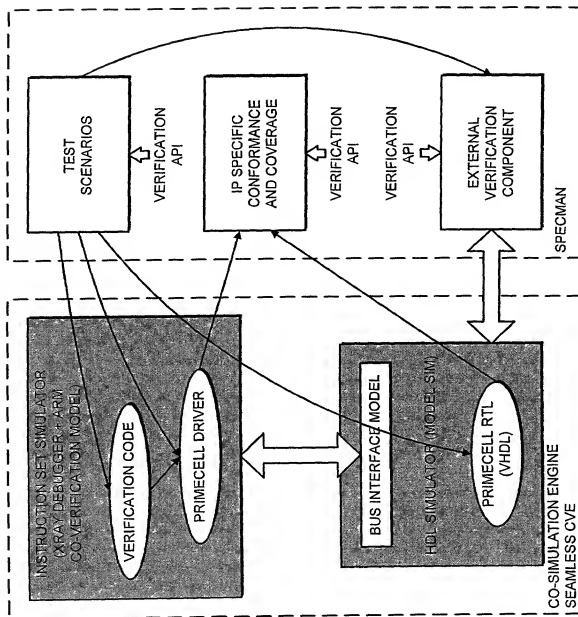 INSTRUCTION SET SIMULATOR
(XRAY DEBUGGER + ARM
CO-VERIFICATION MODEL)
VERIFICATION CODE
PRIMECELL DRIVER
BUS INTERFACE MODEL
HDL SIMULATOR (MODEL SIM)
PRIMECELL RTL
(VHDL)
CO-SIMULATION ENGINE
SEAMLESS CVE
TEST
SCENARIOS
VERIFICATION
API
IP SPECIFIC
CONFORMANCE
AND COVERAGE
VERIFICATION
API
VERIFICATION
API
EXTERNAL
VERIFICATION
COMPONENT
SPECMAN